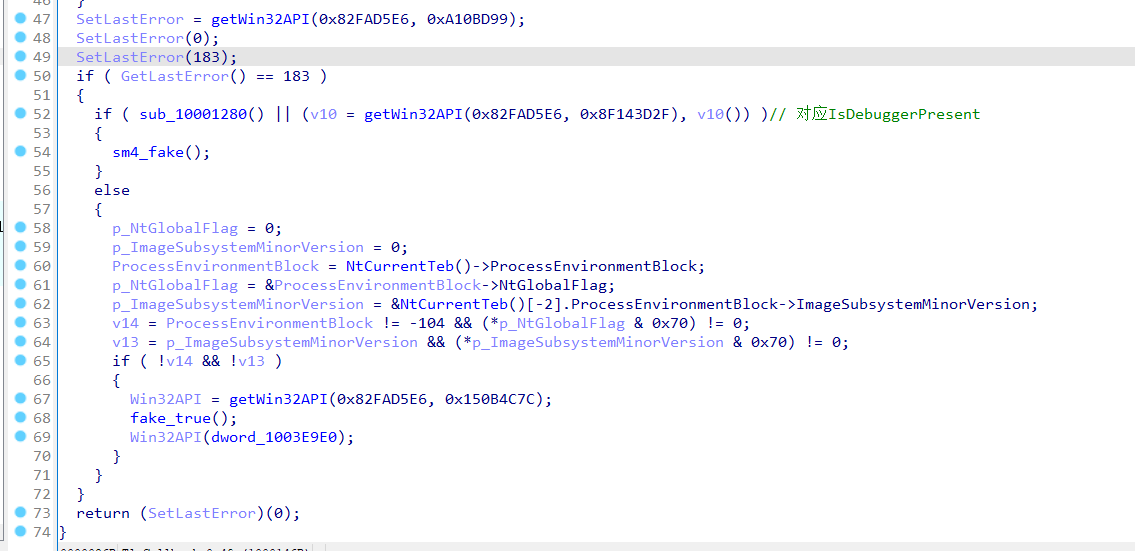 46 }
47 SetLastError = getWin32API(0x82FAD5E6, 0xA10BD99);
48 SetLastError(0);
49 SetLastError(183);
50 if ( GetLastError() == 183 )
51 {
52 if ( sub_10001280() || (v10 = getWin32API(0x82FAD5E6, 0x8F143D2F), v10()) )// 对应IsDebuggerPresent
53 {
54 sm4_fake();
55 }
56 else
57 {
58 p_NtGlobalFlag = 0;
59 p_ImageSubsystemMinorVersion = 0;
60 ProcessEnvironmentBlock = NtCurrentTeb()->ProcessEnvironmentBlock;
61 p_NtGlobalFlag = &ProcessEnvironmentBlock->NtGlobalFlag;
62 p_ImageSubsystemMinorVersion = &NtCurrentTeb()[-2].ProcessEnvironmentBlock->ImageSubsystemMinorVersion;
63 v14 = ProcessEnvironmentBlock != -104 && (*p_NtGlobalFlag & 0x70) != 0;
64 v13 = p_ImageSubsystemMinorVersion && (*p_ImageSubsystemMinorVersion & 0x70) != 0;
65 if ( !v14 && !v13 )
66 {
67 Win32API = getWin32API(0x82FAD5E6, 0x150B4C7C);
68 fake_true();
69 Win32API(dword_1003E9E0);
70 }
71 }
72 }
73 return (SetLastError)(0);
74 }